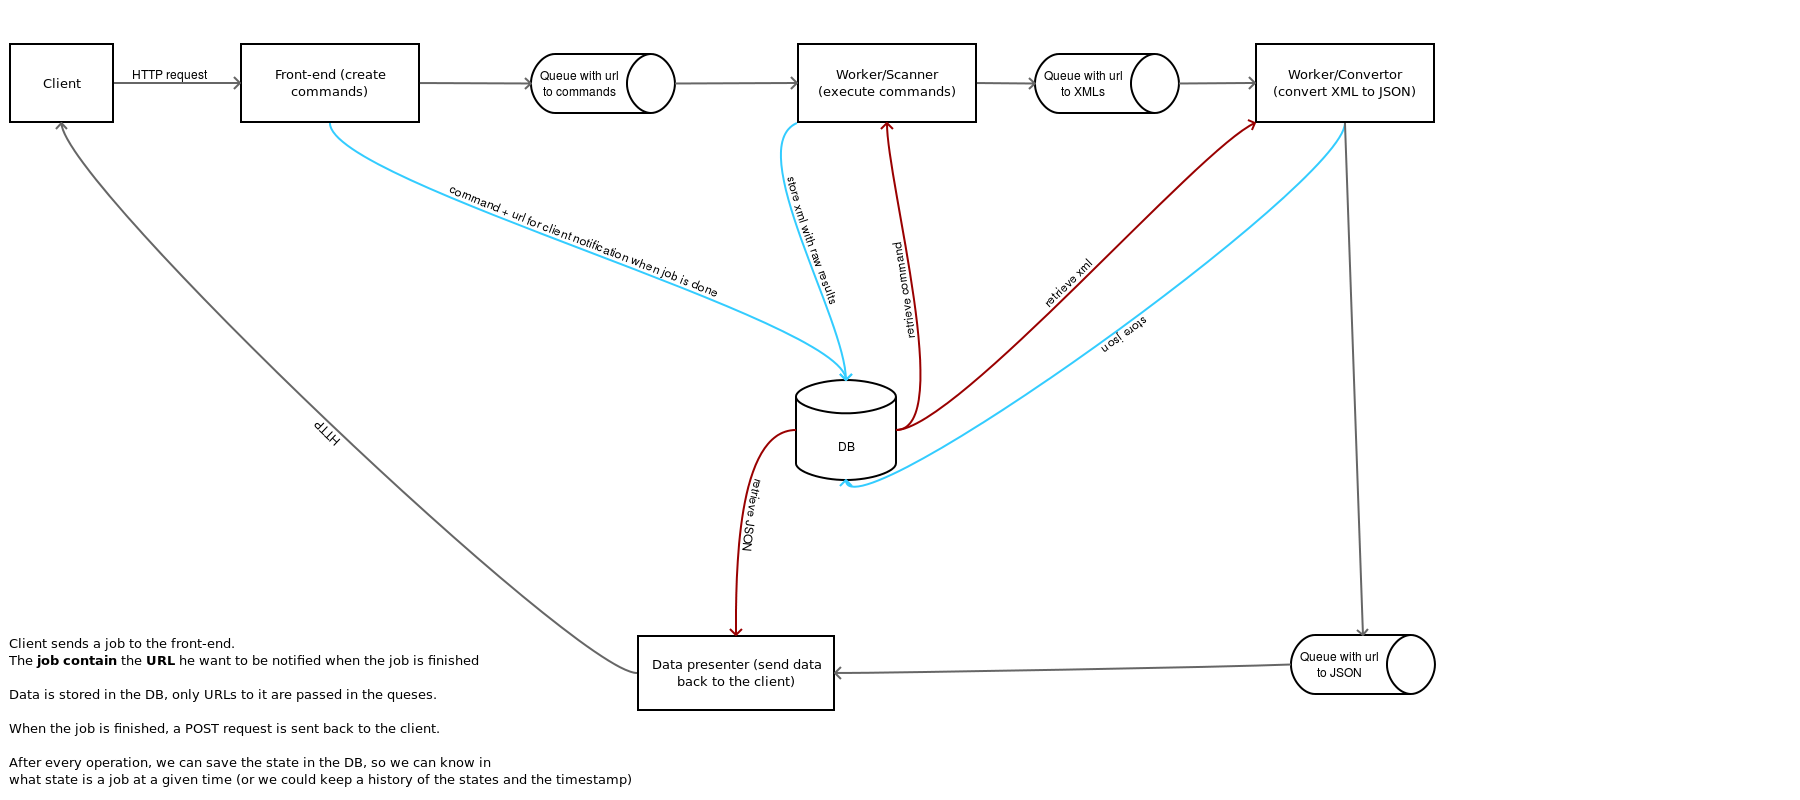 Client
HTTP request
Front-end (create
commands)
Queue with url
to commands
Worker/Scanner
(execute commands)
Queue with url
to XMLs
Worker/Convertor
(convert XML to JSON)
command + url for client notification when job is done
store xml with raw results
retrieve command
retrieve xml
store json
HTTP
DB
retrieve JSON
Data presenter (send data
back to the client)
Queue with url
to JSON
Client sends a job to the front-end.
The job contain the URL he want to be notified when the job is finished
Data is stored in the DB, only URLs to it are passed in the queses.
When the job is finished, a POST request is sent back to the client.
After every operation, we can save the state in the DB, so we can know in
what state is a job at a given time (or we could keep a history of the states and the timestamp)